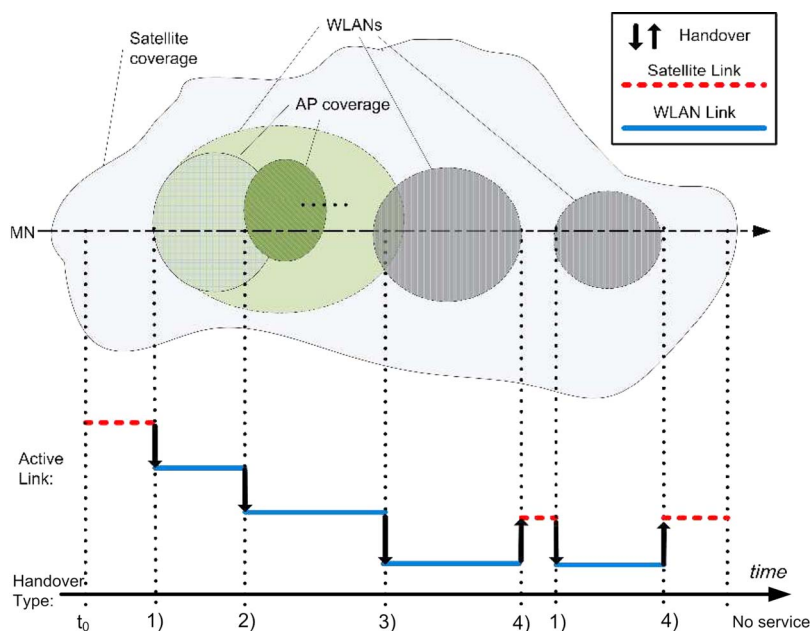 Satellite
coverage
WLANs
AP coverage
Handover
Satellite Link
WLAN Link
MN
Active
Link:
Handover
Type:
time
t0
1)
2)
3)
4)
1)
4)
No service